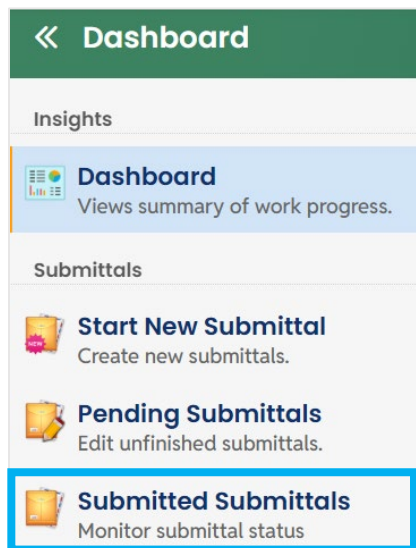 « Dashboard
Insights
Dashboard
Views summary of work progress.
Submittals
Start New Submittal
NEW
Create new submittals.
Pending Submittals
Edit unfinished submittals.
Submitted Submittals
Monitor submittal status